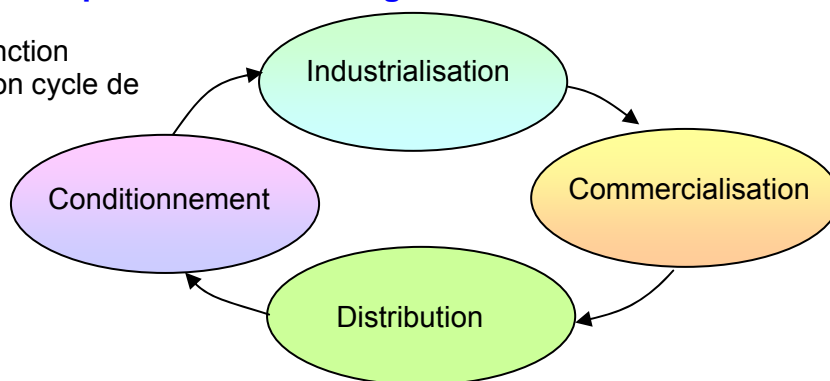 nction
on cycle de
Industrialisation
Conditionnement
Commercialisation
Distribution